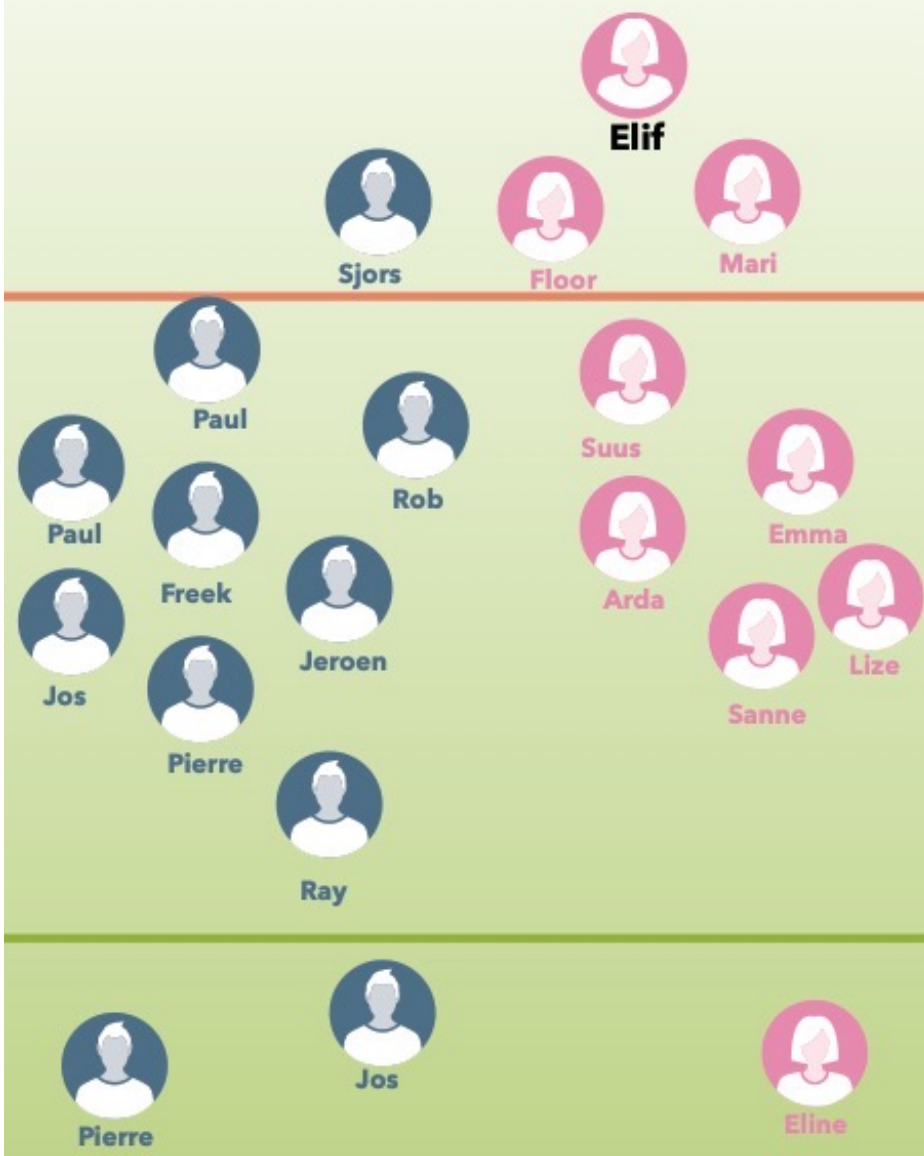 Elif
Sjors
Floor
Mari
Paul
Suus
Rob
Paul
Emma
Freek
Arda
Jeroen
Lize
Jos
Sanne
Pierre
Ray
Jos
Eline
Pierre